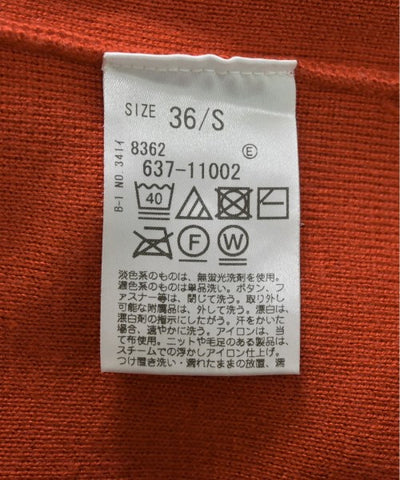 SIZE 36/S
8362 Ⓔ
637-11002
B-I NO.341イ
40
F W
淡色系のものは、無蛍光洗剤を使用。
濃色系のものは単品洗い。ボタン、フ
ァスナー等は、閉じて洗う。取り外し
可能な附属品は、外して洗う。漂白は、
漂白剤の指示にしたがう。汗をかいた
場合、速やかに洗う。アイロンは、当
て布使用。ニットや毛足のある製品は、
スチームでの浮かしアイロン仕上げ。
つけ置き洗い・濡れたままの放置、濡